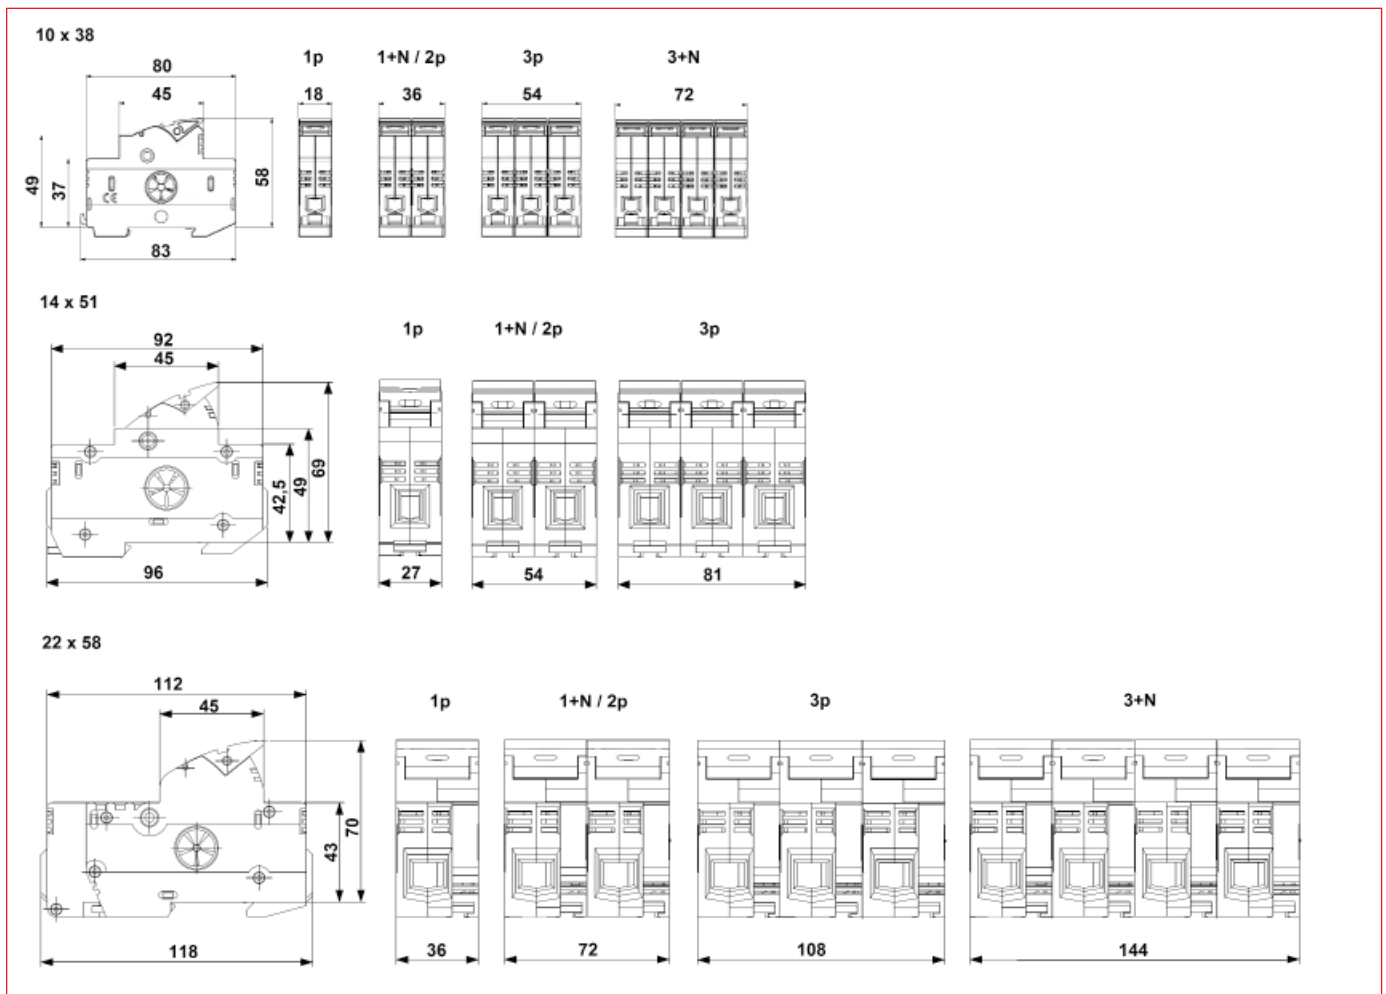 10 x 38
1p 1+N / 2p 3p 3+N
80
45 18 36 54 72
49 37 58
CE
83
14 x 51
1p 1+N / 2p 3p
92
45
42,5 49 69
96 27 54 81
22 x 58
112 1p 1+N / 2p 3p 3+N
45
43 70
118 36 72 108 144